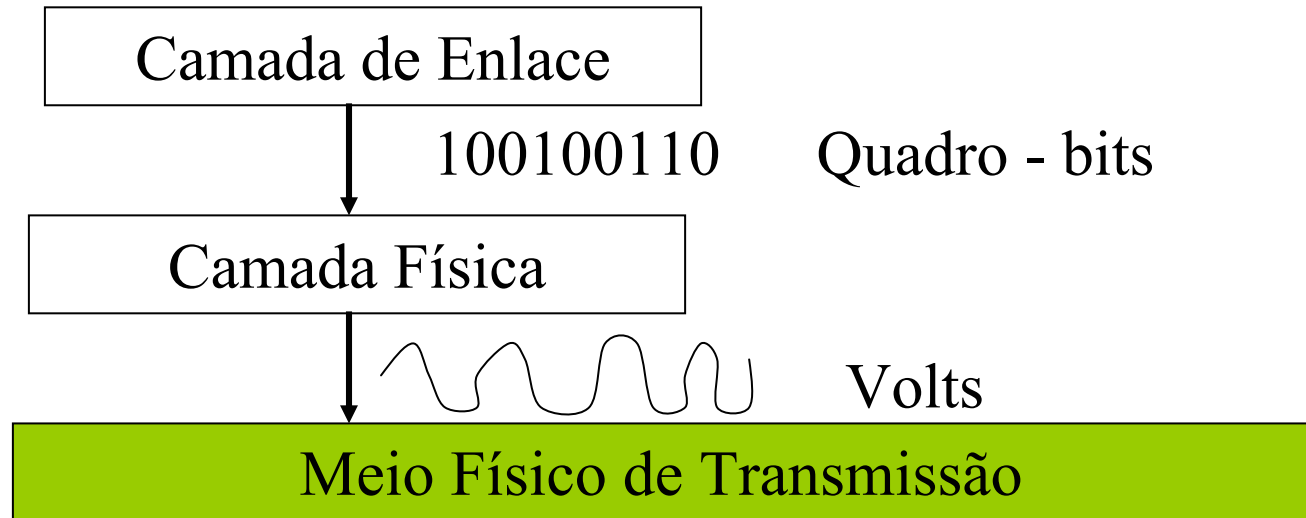 Camada de Enlace
100100110 Quadro - bits
Camada Física
Volts
Meio Físico de Transmissão